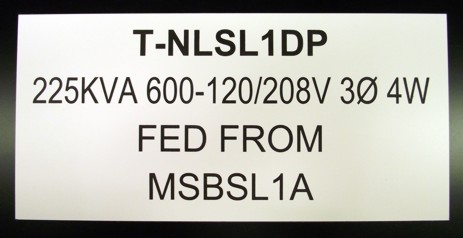 T-NLSL1DP
225KVA 600-120/208V 3Ø 4W
FED FROM
MSBSL1A